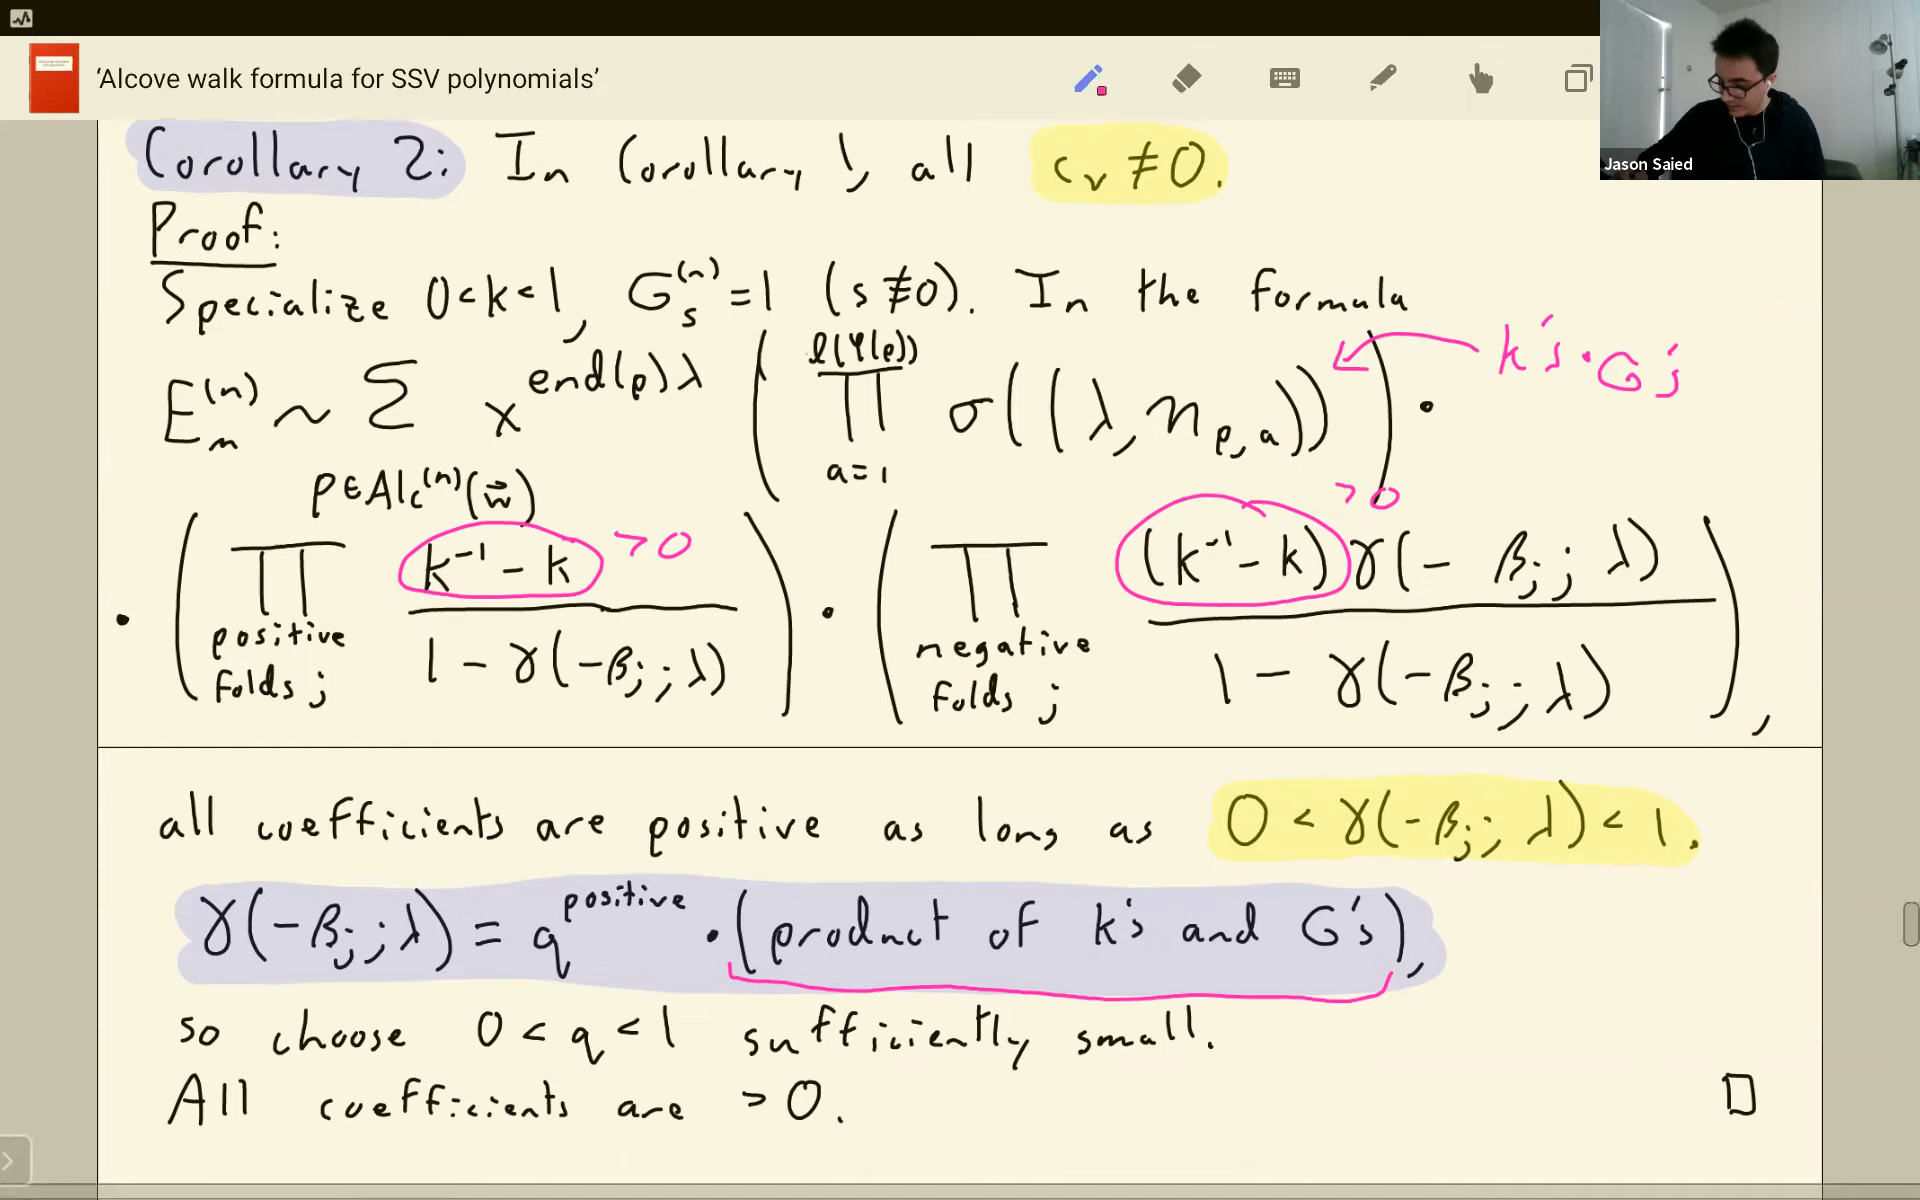 'Alcove walk formula for SSV polynomials'
Jason Saied
Corollary 2: In Corollary 1, all c_v ≠ 0.
Proof:
Specialize 0<k<1, G_s^(n) = 1 (s ≢ 0). In the formula
E_m^(n) ~ Σ_{p∈Alc^(n)(w⃗)} x^{end(p)λ} ( ∏_{a=1}^{l(φ(p))} σ((λ, m_{p,a})) ) · ← k's · G's
· ( ∏_{positive folds j} (k^{-1} - k) / (1 - γ(-β_j; λ)) ) · ( ∏_{negative folds j} (k^{-1} - k) γ(-β_j; λ) / (1 - γ(-β_j; λ)) ),
> 0
> 0
all coefficients are positive as long as 0 < γ(-β_j; λ) < 1.
γ(-β_j; λ) = q^{positive} · (product of k's and G's),
so choose 0 < q < 1 sufficiently small.
All coefficients are > 0. □